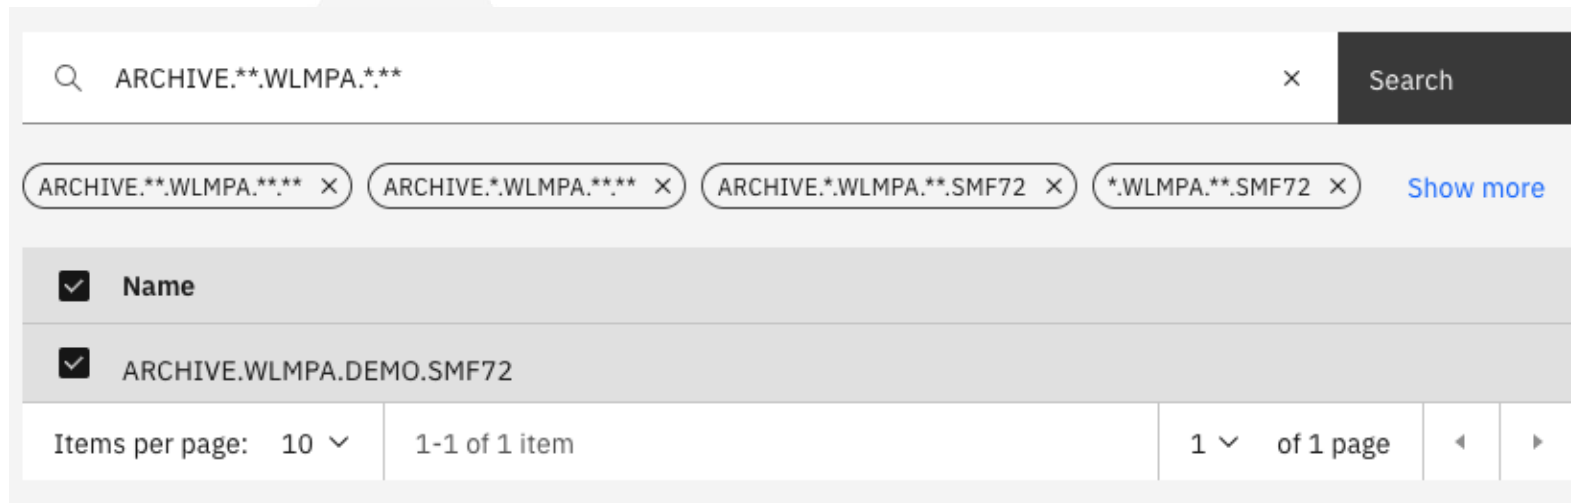 ARCHIVE.**.WLMPA.*.**
Search
ARCHIVE.**.WLMPA.**.** ARCHIVE.*.WLMPA.**.** ARCHIVE.*.WLMPA.**.SMF72 *.WLMPA.**.SMF72 Show more
Name
ARCHIVE.WLMPA.DEMO.SMF72
Items per page: 10 1-1 of 1 item 1 of 1 page